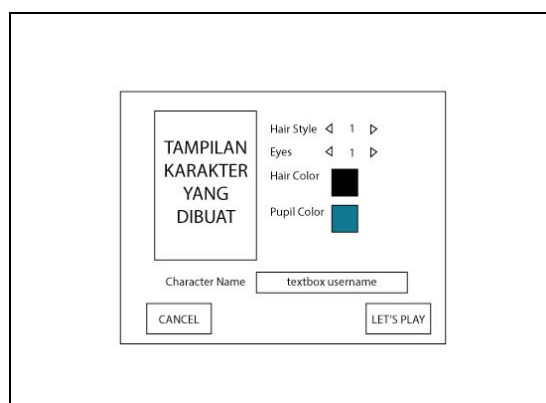 TAMPILAN
KARAKTER
YANG
DIBUAT
Hair Style 1
Eyes 1
Hair Color
Pupil Color
Character Name textbox username
CANCEL LET'S PLAY